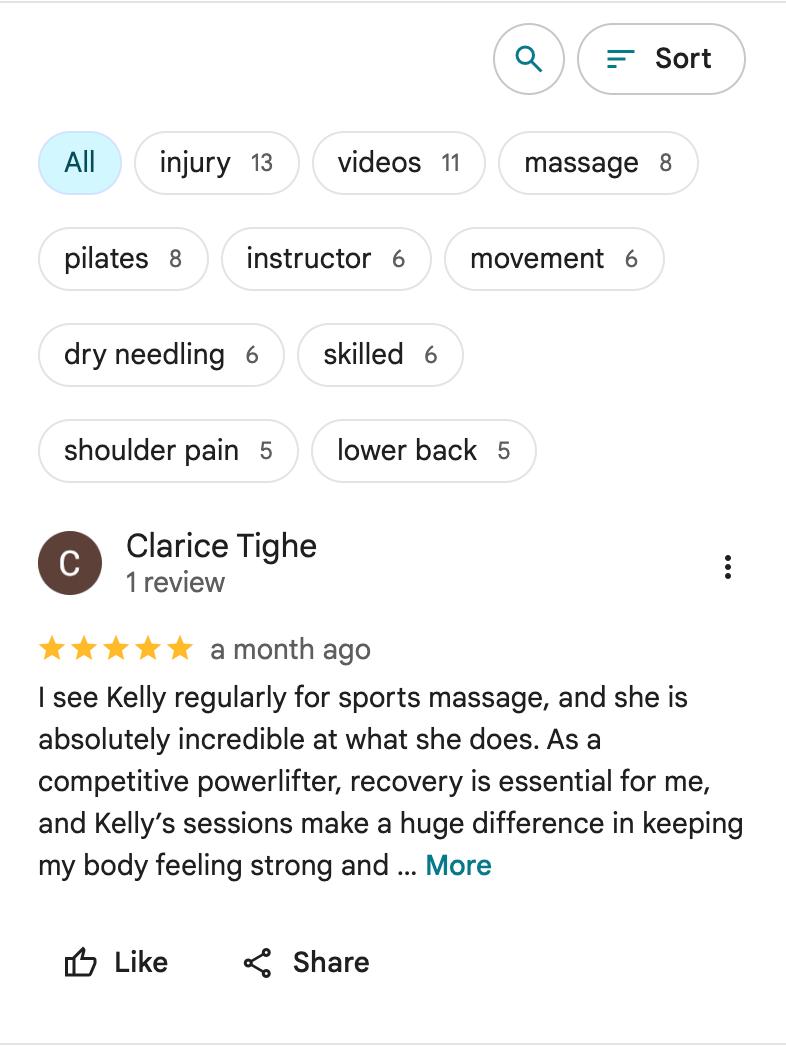 Sort
All injury 13 videos 11 massage 8
pilates 8 instructor 6 movement 6
dry needling 6 skilled 6
shoulder pain 5 lower back 5
C
Clarice Tighe
1 review
a month ago
I see Kelly regularly for sports massage, and she is
absolutely incredible at what she does. As a
competitive powerlifter, recovery is essential for me,
and Kelly’s sessions make a huge difference in keeping
my body feeling strong and ... More
Like Share